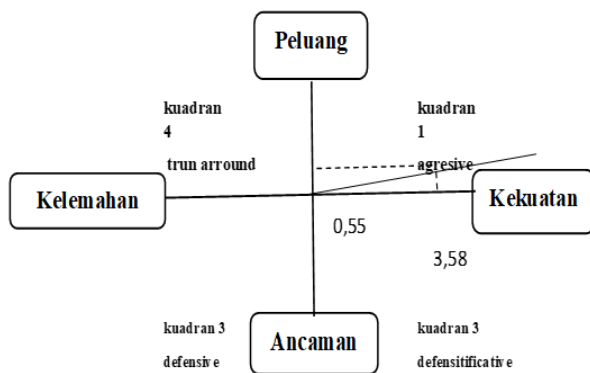 Peluang
kuadran
4
trun arround
kuadran
1
agresive
Kelemahan
Kekuatan
0,55
3,58
kuadran 3
defensive
Ancaman
kuadran 3
defensitificative